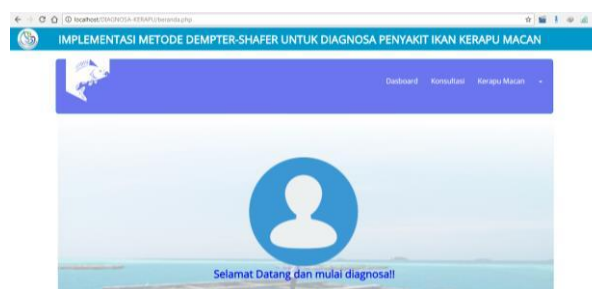 localhost/DIAGNOSA-KERAPU/beranda.php
IMPLEMENTASI METODE DEMPTER-SHAFER UNTUK DIAGNOSA PENYAKIT IKAN KERAPU MACAN
Dasboard Konsultasi Kerapu Macan
Selamat Datang dan mulai diagnosa!!